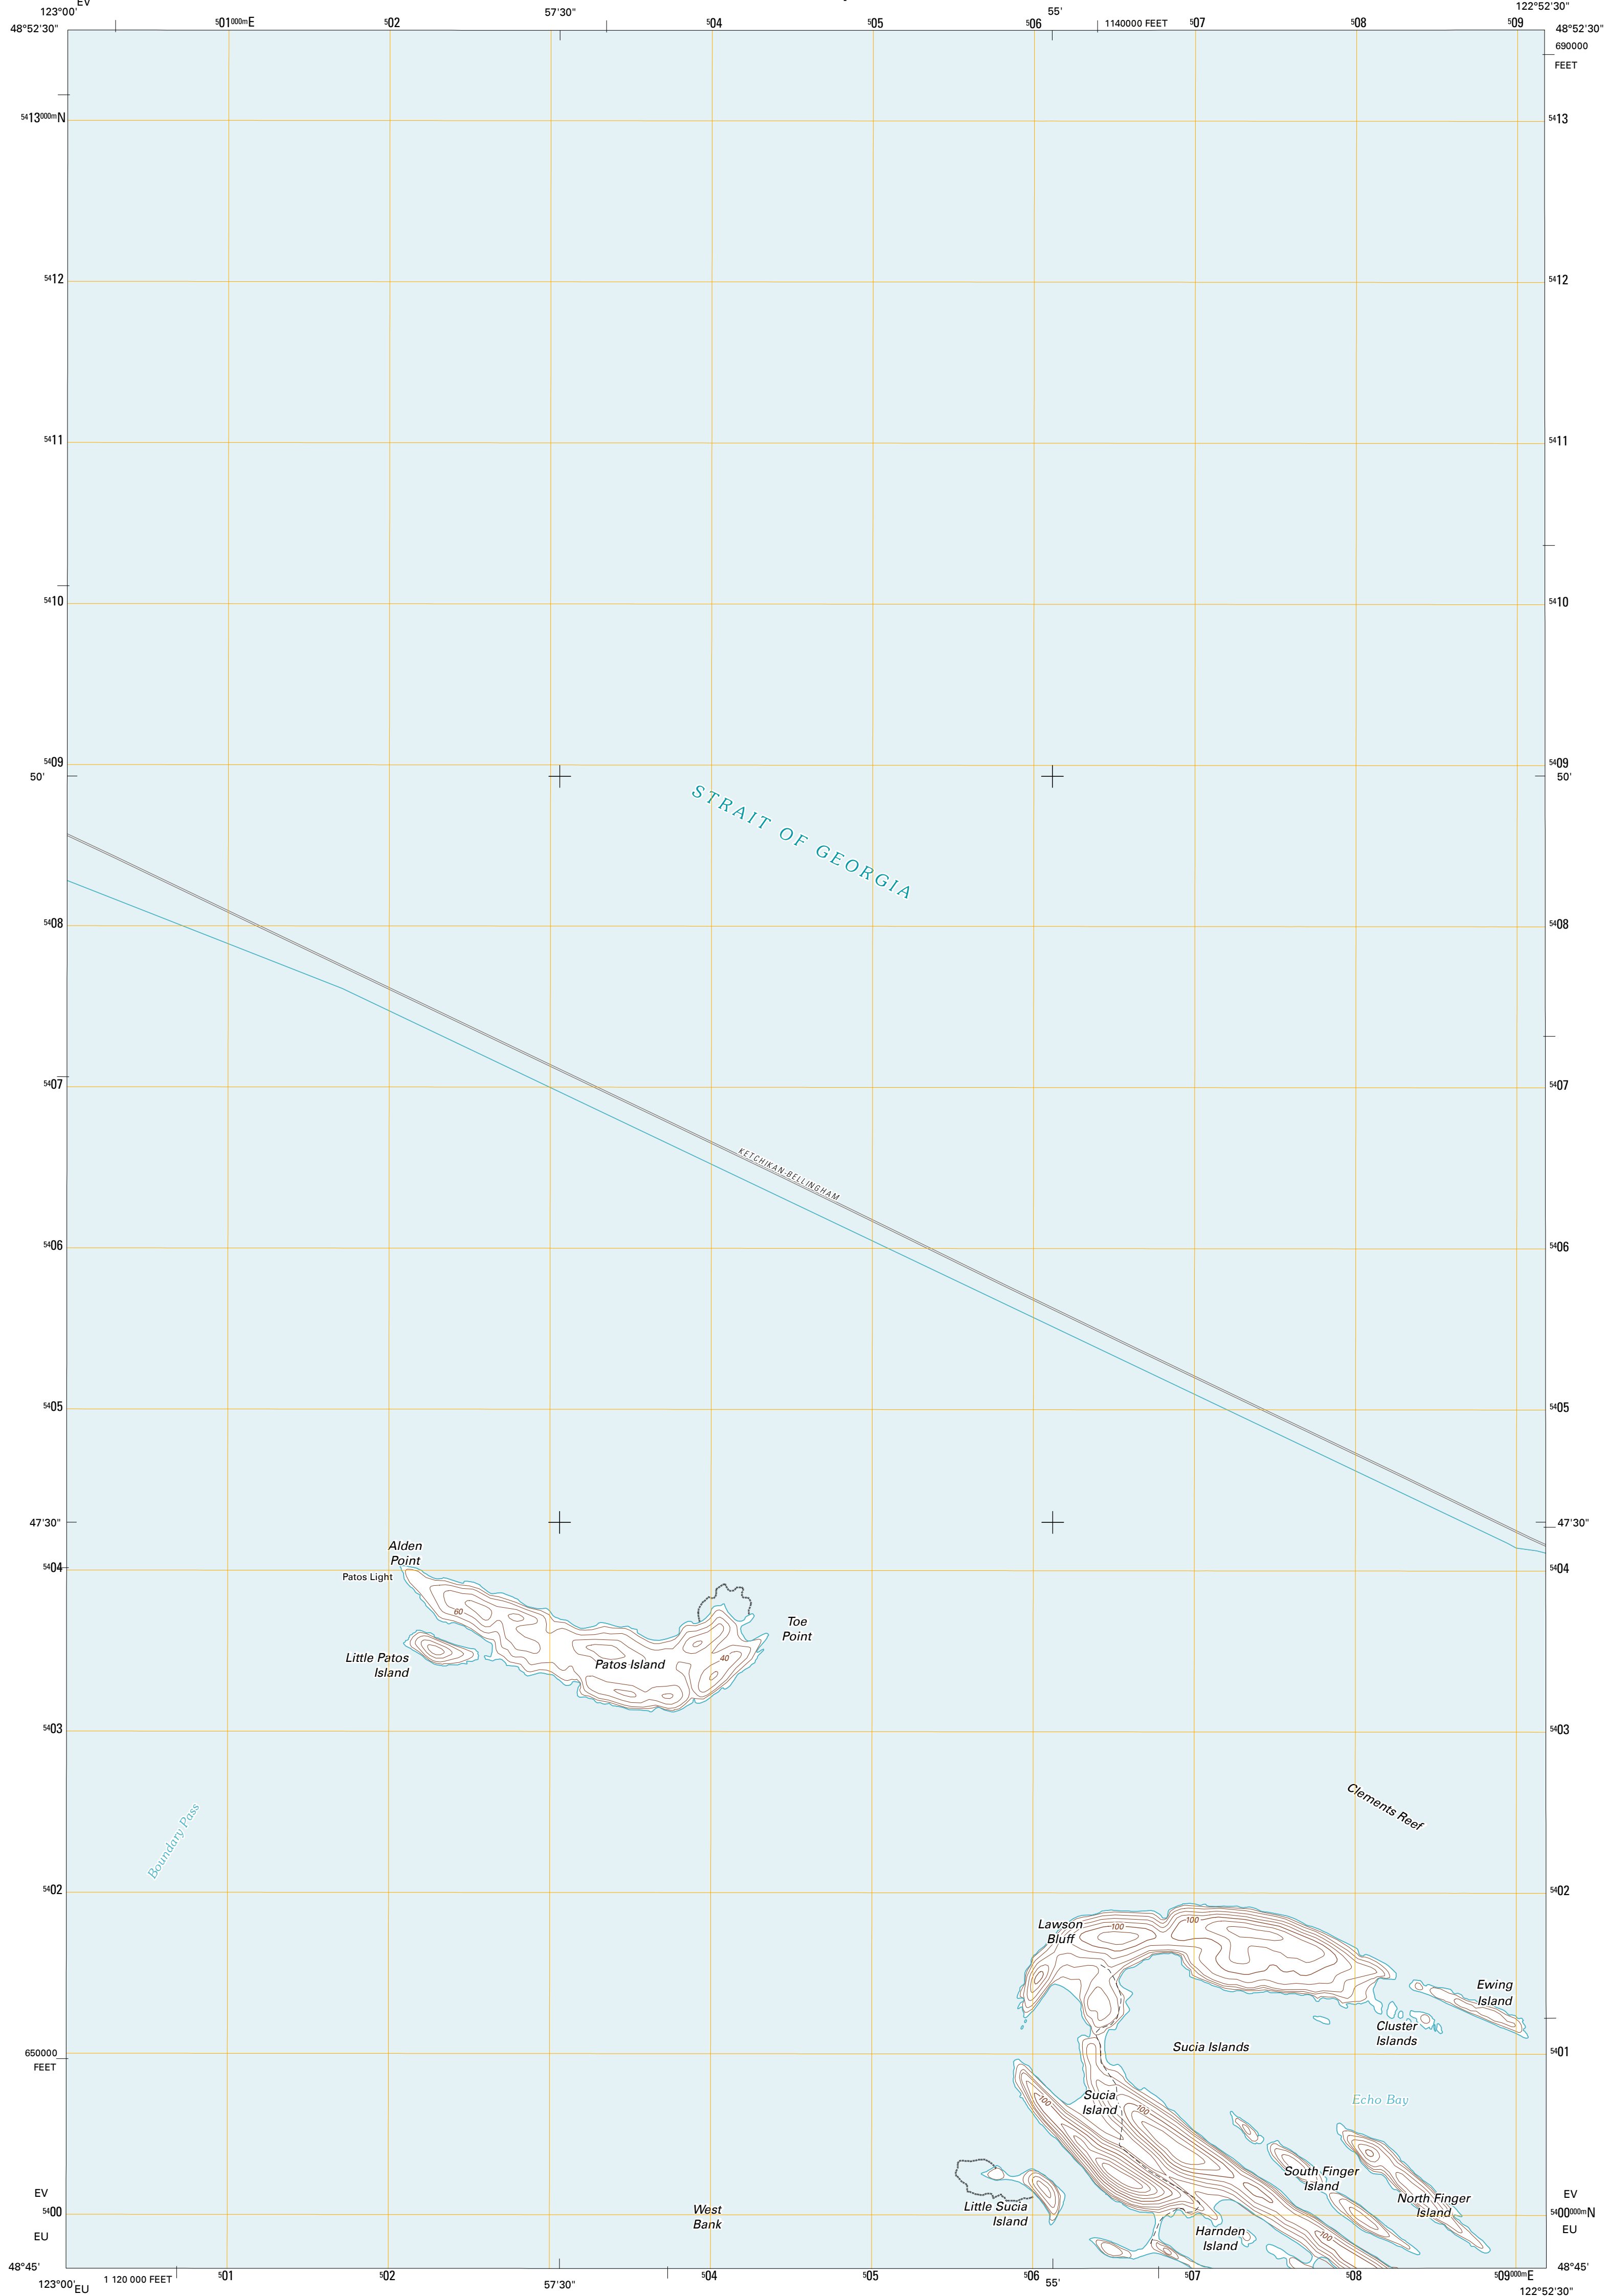 EV
123°00'
501000mE
502
57'30"
504
505
506
55'
1140000 FEET
507
508
509
122°52'30"
48°52'30"
48°52'30"
690000
FEET
5413000mN
5413
5412
5412
5411
5411
5410
5410
5409
5409
50'
50'
STRAIT OF GEORGIA
5408
5408
5407
5407
KETCHIKAN-BELLINGHAM
5406
5406
5405
5405
47'30"
47'30"
Alden
Point
5404
5404
Patos Light
60
Toe
Point
Little Patos
Island
Patos Island
40
5403
5403
Clements Reef
Boundary Pass
5402
5402
Lawson
Bluff
100
100
Ewing
Island
Cluster
Islands
Sucia Islands
650000
FEET
5401
Sucia
Island
100
100
Echo Bay
South Finger
Island
North Finger
Island
EV
EV
Little Sucia
Island
West
Bank
5400
5400000mN
EU
EU
Harnden
Island
100
48°45'
48°45'
123°00'
EU
1 120 000 FEET
501
502
57'30"
504
505
506
55'
507
508
509000mE
122°52'30"